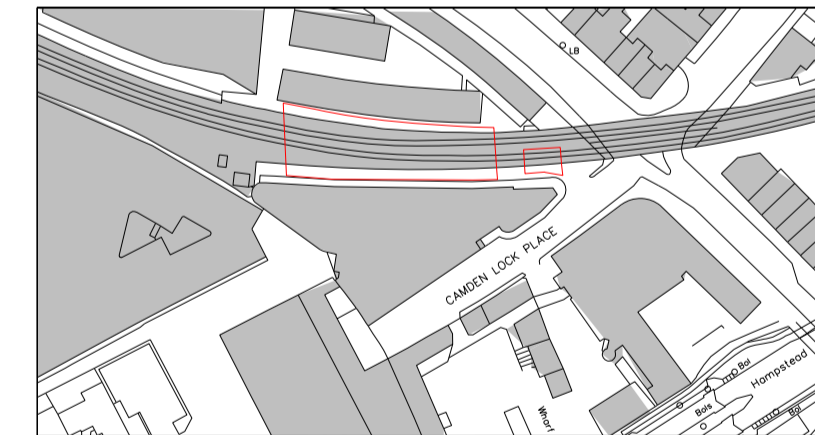 LB
CAMDEN LOCK PLACE
Bol
Hampstead
Bols
Bol
Wharf